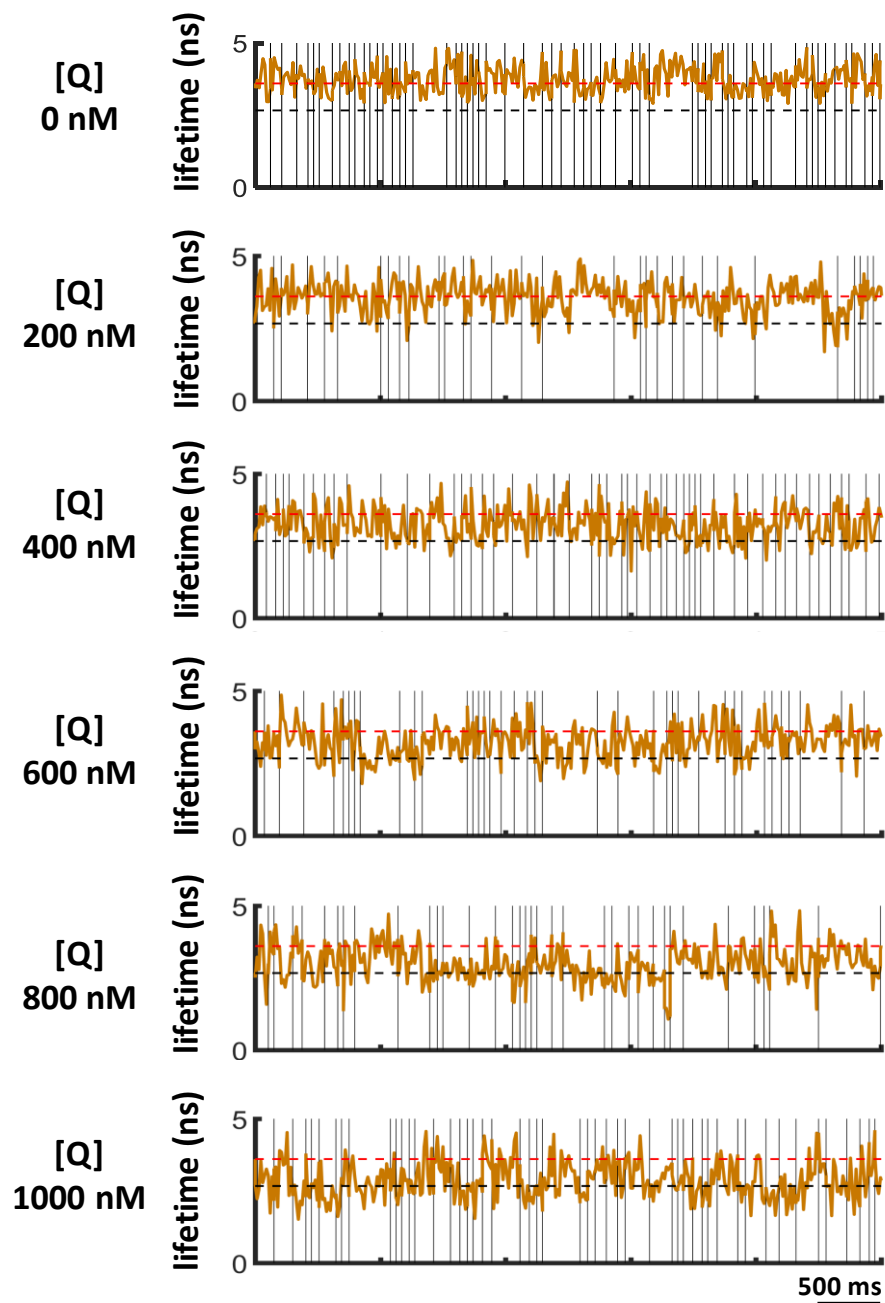 [Q]
0 nM
lifetime (ns)
5
0
[Q]
200 nM
lifetime (ns)
5
0
[Q]
400 nM
lifetime (ns)
5
0
[Q]
600 nM
lifetime (ns)
5
0
[Q]
800 nM
lifetime (ns)
5
0
[Q]
1000 nM
lifetime (ns)
5
0
500 ms